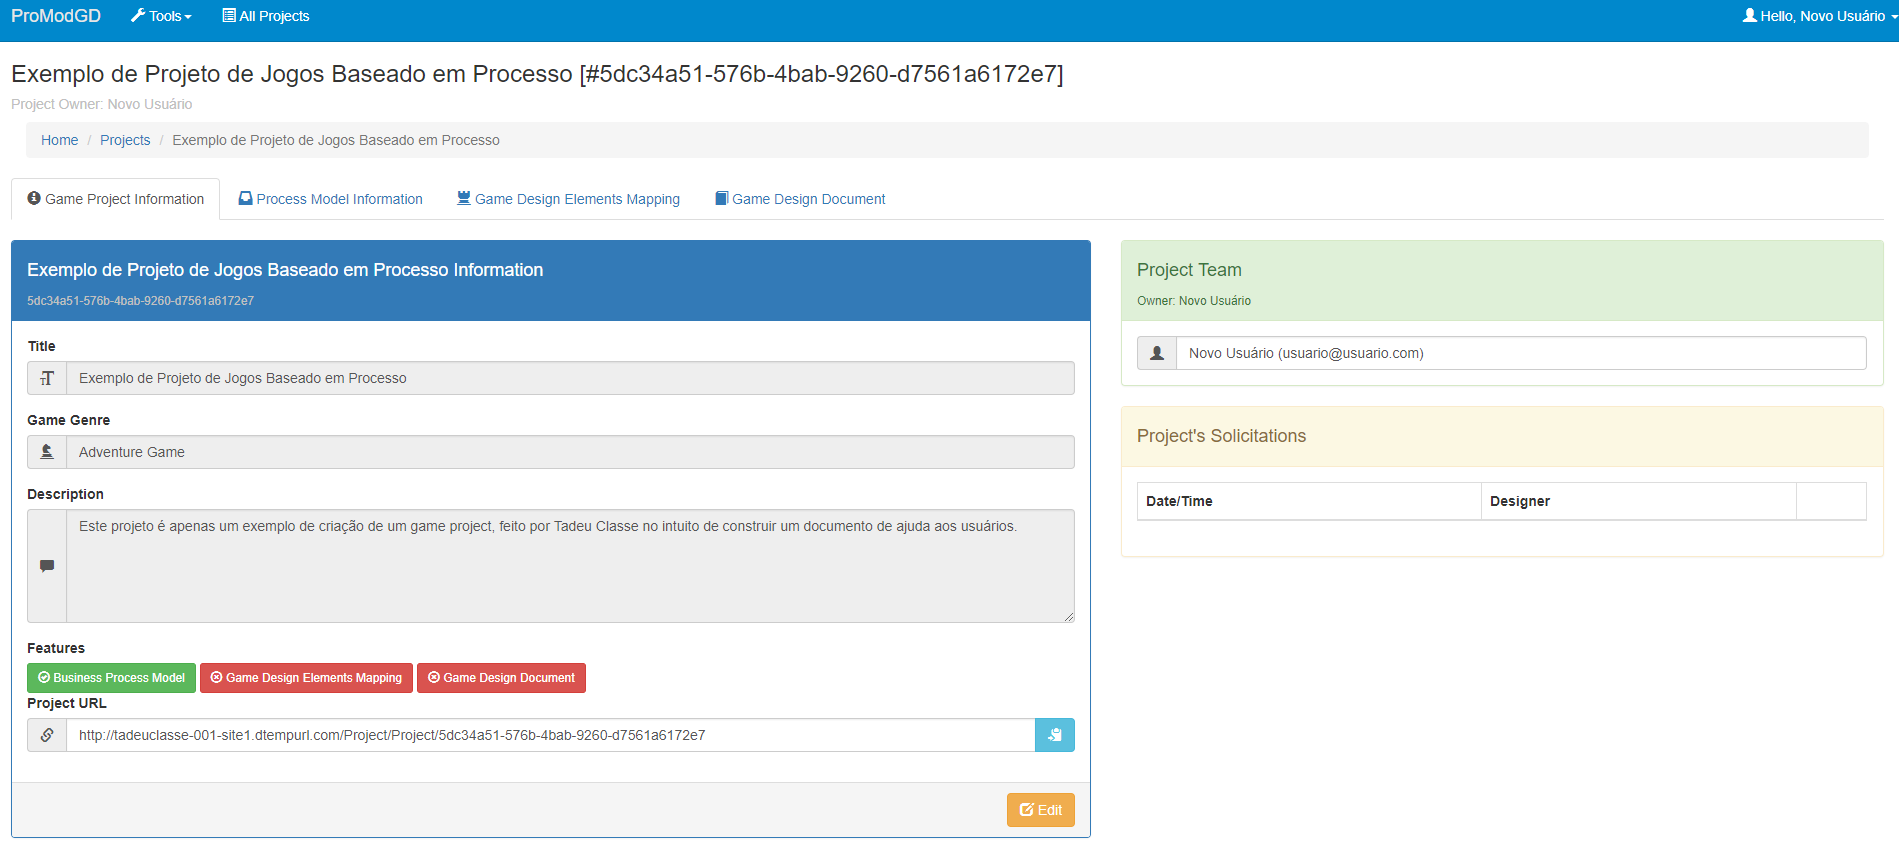 ProModGD Tools All Projects Hello, Novo Usuário
Exemplo de Projeto de Jogos Baseado em Processo [#5dc34a51-576b-4bab-9260-d7561a6172e7]
Project Owner: Novo Usuário
Home / Projects / Exemplo de Projeto de Jogos Baseado em Processo
Game Project Information Process Model Information Game Design Elements Mapping Game Design Document
Exemplo de Projeto de Jogos Baseado em Processo Information
5dc34a51-576b-4bab-9260-d7561a6172e7
Title
Exemplo de Projeto de Jogos Baseado em Processo
Game Genre
Adventure Game
Description
Este projeto é apenas um exemplo de criação de um game project, feito por Tadeu Classe no intuito de construir um documento de ajuda aos usuários.
Features
Business Process Model Game Design Elements Mapping Game Design Document
Project URL
http://tadeuclasse-001-site1.dtempurl.com/Project/Project/5dc34a51-576b-4bab-9260-d7561a6172e7
Edit
Project Team
Owner: Novo Usuário
Novo Usuário (usuario@usuario.com)
Project's Solicitations
Date/Time Designer